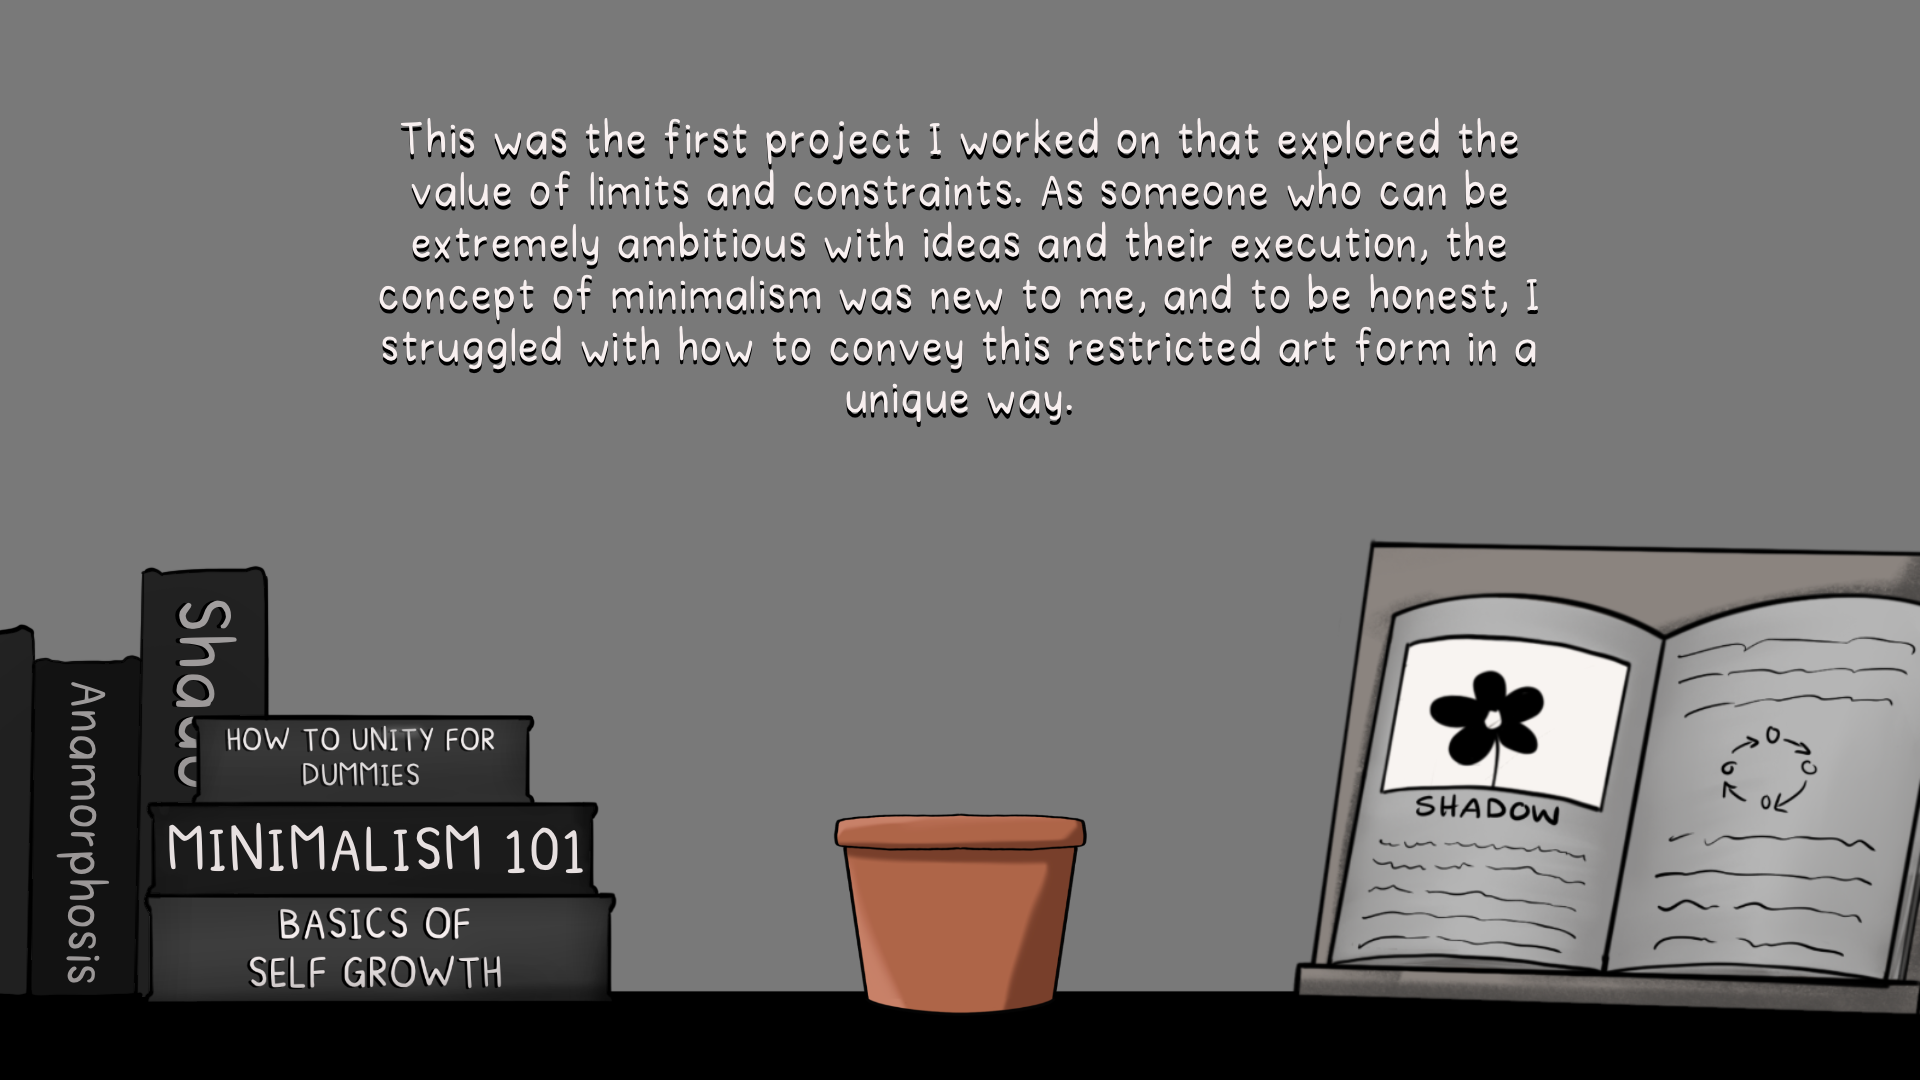 This was the first project I worked on that explored the
value of limits and constraints. As someone who can be
extremely ambitious with ideas and their execution, the
concept of minimalism was new to me, and to be honest, I
struggled with how to convey this restricted art form in a
unique way.
Anamorphosis
Shado
HOW TO UNITY FOR
DUMMIES
MINIMALISM 101
BASICS OF
SELF GROWTH
SHADOW